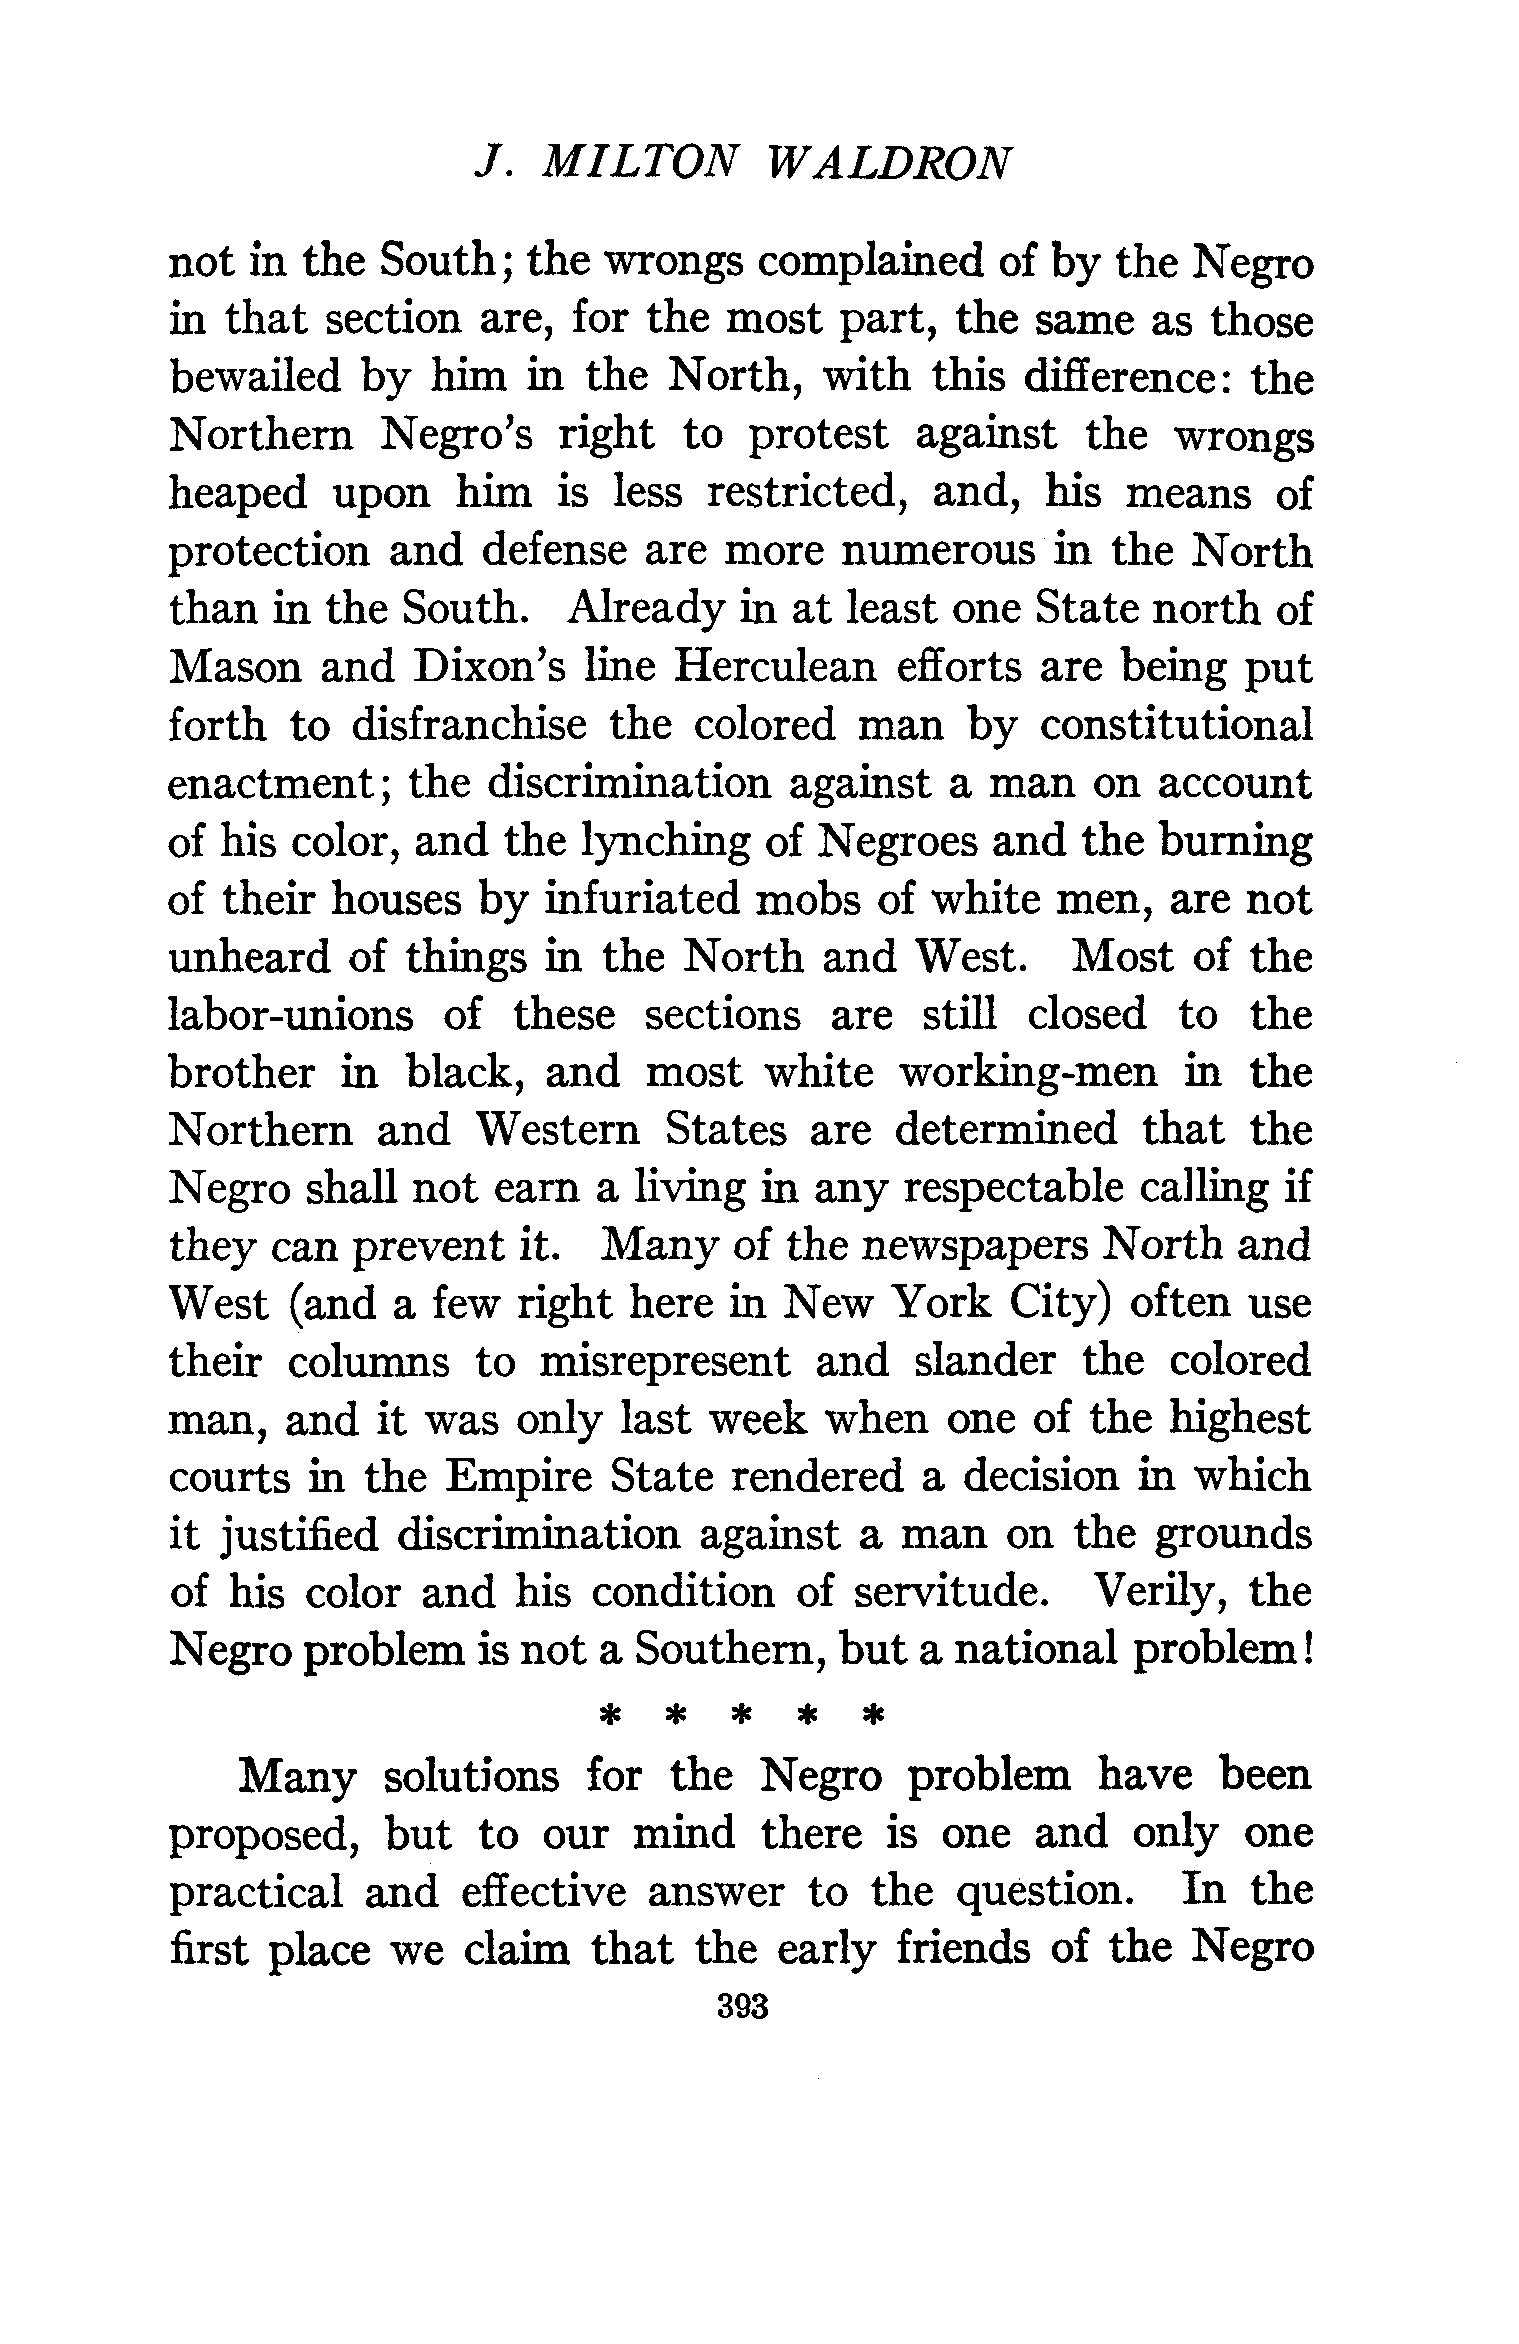 J. MILTON WALDRON
not in the South; the wrongs complained of by the Negro
in that section are, for the most part, the same as those
bewailed by him in the North, with this difference: the
Northern Negro's right to protest against the wrongs
heaped upon him is less restricted, and, his means of
protection and defense are more numerous in the North
than in the South. Already in at least one State north of
Mason and Dixon's line Herculean efforts are being put
forth to disfranchise the colored man by constitutional
enactment; the discrimination against a man on account
of his color, and the lynching of Negroes and the burning
of their houses by infuriated mobs of white men, are not
unheard of things in the North and West. Most of the
labor-unions of these sections are still closed to the
brother in black, and most white working-men in the
Northern and Western States are determined that the
Negro shall not earn a living in any respectable calling if
they can prevent it. Many of the newspapers North and
West (and a few right here in New York City) often use
their columns to misrepresent and slander the colored
man, and it was only last week when one of the highest
courts in the Empire State rendered a decision in which
it justified discrimination against a man on the grounds
of his color and his condition of servitude. Verily, the
Negro problem is not a Southern, but a national problem!
* * * * *
Many solutions for the Negro problem have been
proposed, but to our mind there is one and only one
practical and effective answer to the question. In the
first place we claim that the early friends of the Negro
393